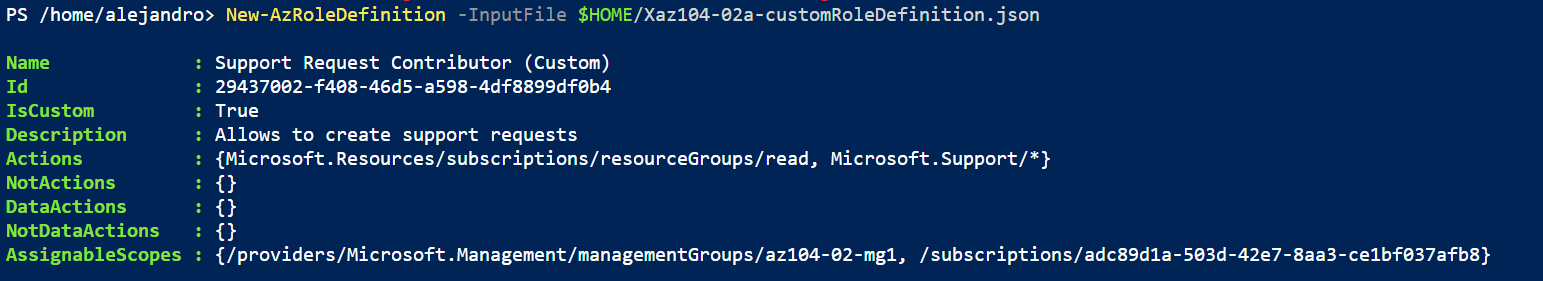 PS /home/alejandro> New-AzRoleDefinition -InputFile $HOME/Xaz104-02a-customRoleDefinition.json
Name : Support Request Contributor (Custom)
Id : 29437002-f408-46d5-a598-4df8899df0b4
IsCustom : True
Description : Allows to create support requests
Actions : {Microsoft.Resources/subscriptions/resourceGroups/read, Microsoft.Support/*}
NotActions : {}
DataActions : {}
NotDataActions : {}
AssignableScopes : {/providers/Microsoft.Management/managementGroups/az104-02-mg1, /subscriptions/adc89d1a-503d-42e7-8aa3-ce1bf037afb8}